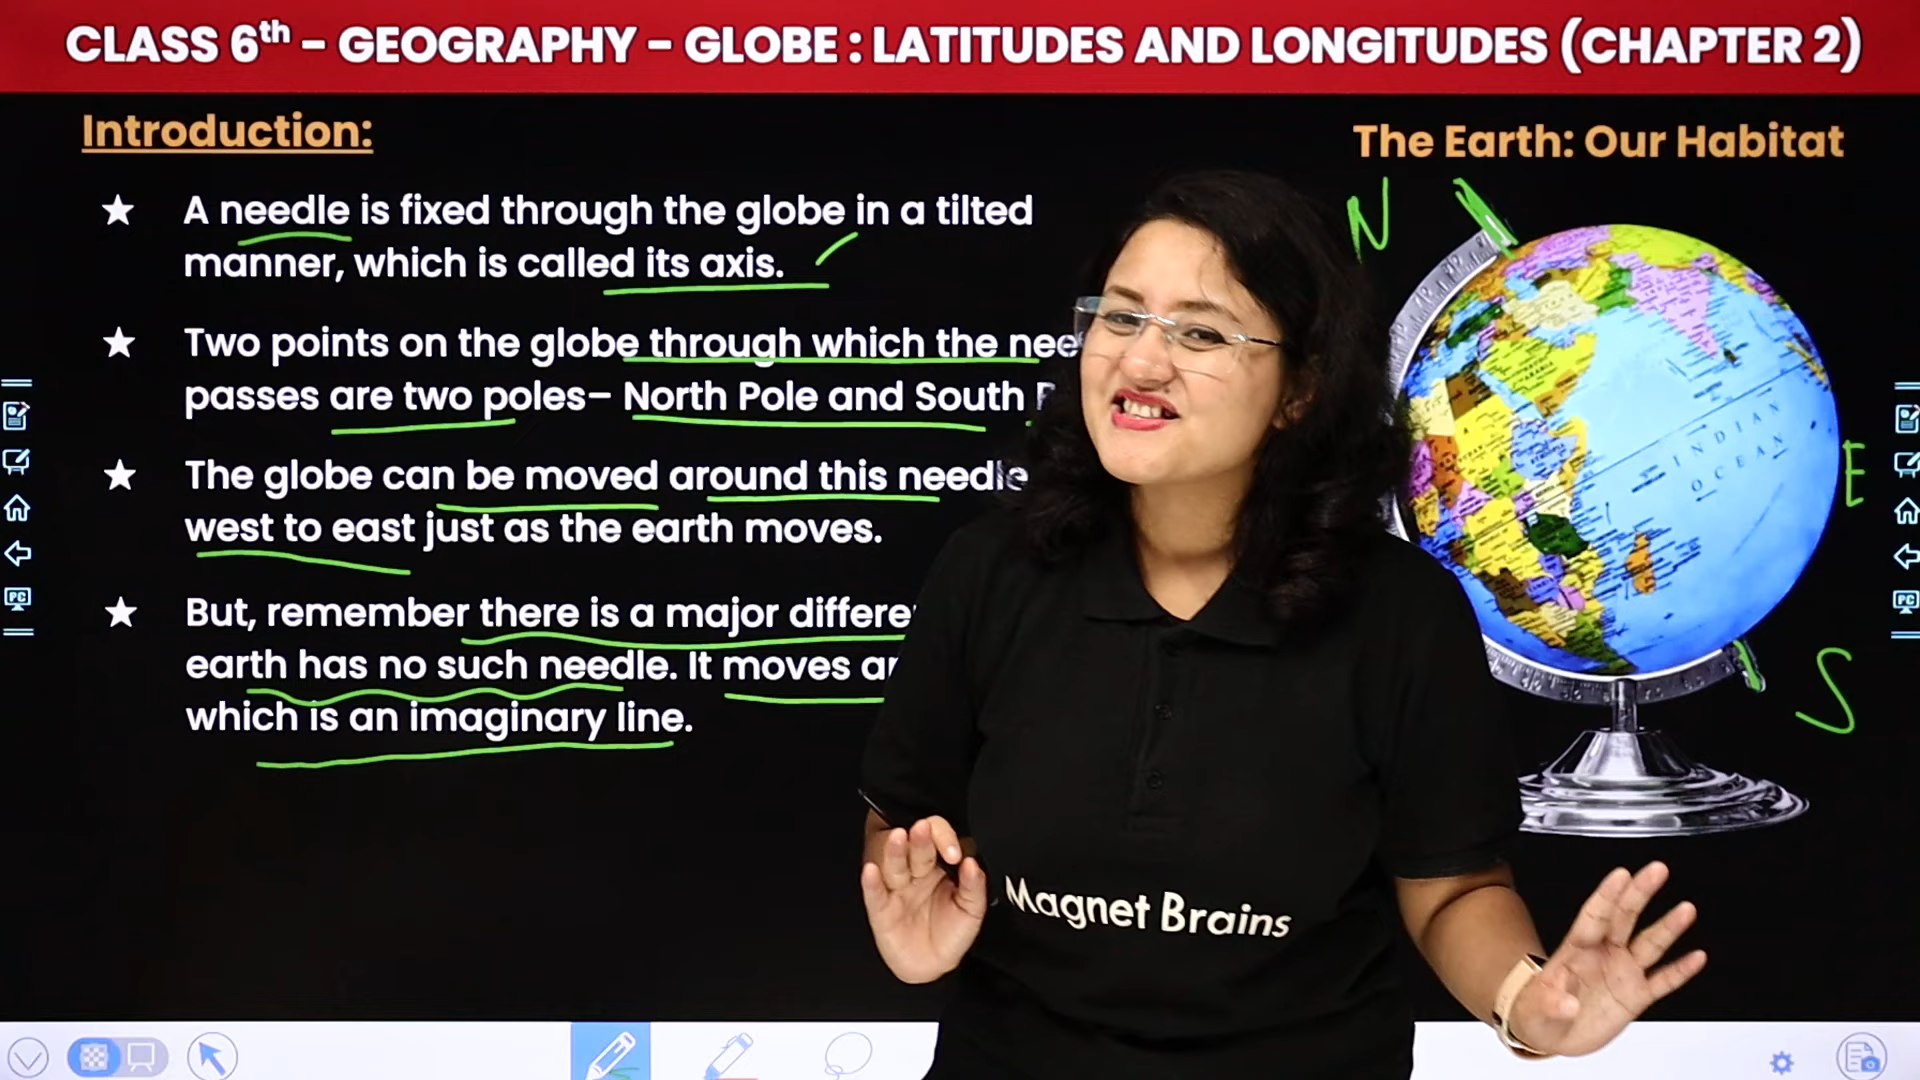 CLASS 6th - GEOGRAPHY - GLOBE : LATITUDES AND LONGITUDES (CHAPTER 2)
Introduction:
The Earth: Our Habitat
★ A needle is fixed through the globe in a tilted
manner, which is called its axis.
★ Two points on the globe through which the nee
passes are two poles– North Pole and South P
★ The globe can be moved around this needle
west to east just as the earth moves.
★ But, remember there is a major differe
earth has no such needle. It moves ar
which is an imaginary line.
N
E
S
INDIAN
OCEAN
Magnet Brains
PC
PC